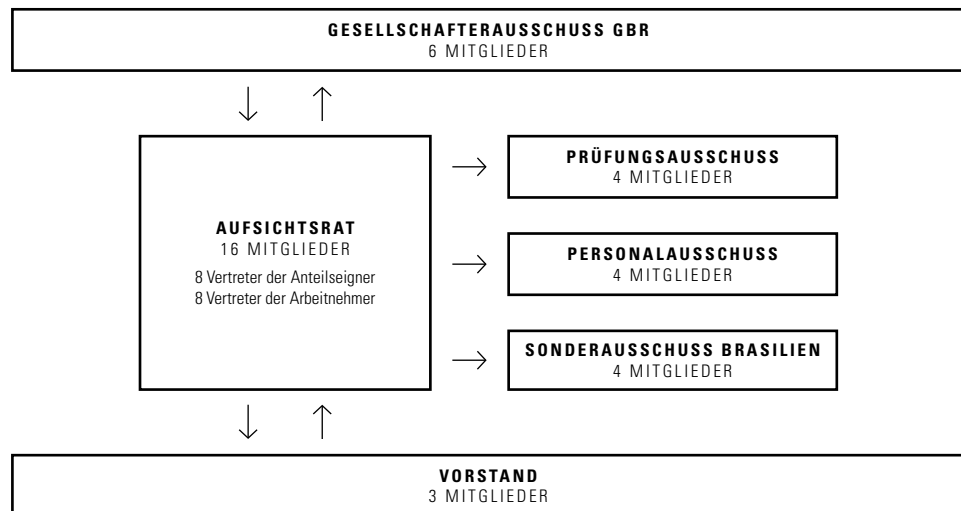 GESELLSCHAFTERAUSSCHUSS GBR
6 MITGLIEDER
AUFSICHTSRAT
16 MITGLIEDER
8 Vertreter der Anteilseigner
8 Vertreter der Arbeitnehmer
PRÜFUNGSAUSSCHUSS
4 MITGLIEDER
PERSONALAUSSCHUSS
4 MITGLIEDER
SONDERAUSSCHUSS BRASILIEN
4 MITGLIEDER
VORSTAND
3 MITGLIEDER